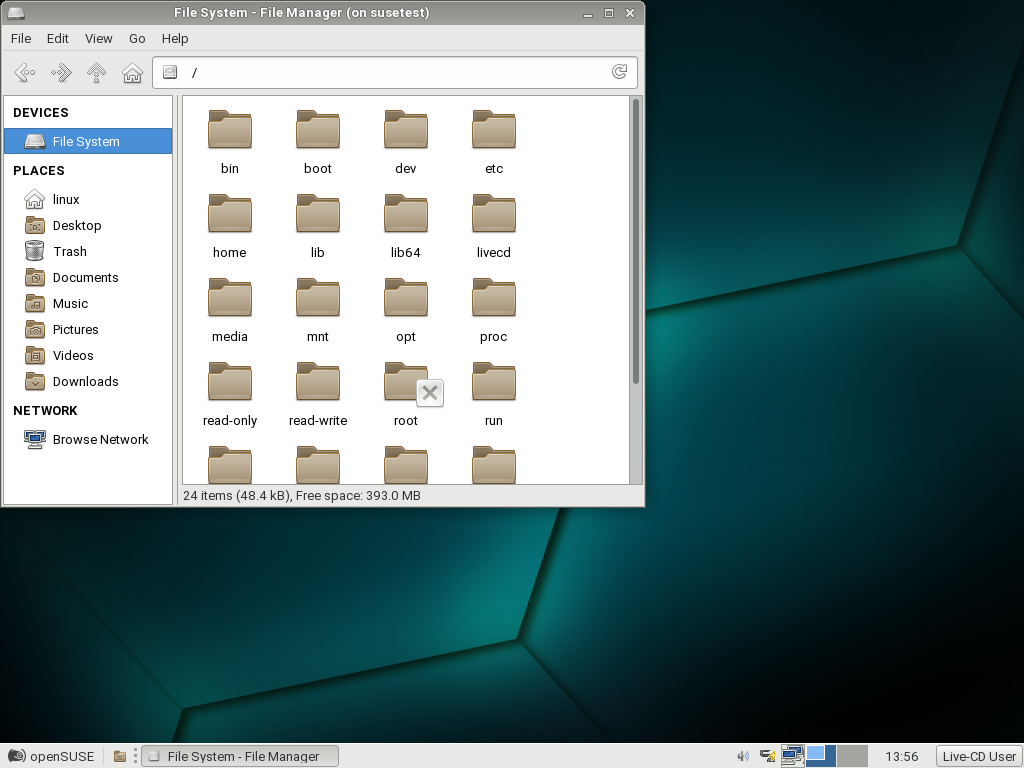 File System - File Manager (on susetest)
File Edit View Go Help
/
DEVICES
File System
PLACES
linux
Desktop
Trash
Documents
Music
Pictures
Videos
Downloads
NETWORK
Browse Network
bin boot dev etc
home lib lib64 livecd
media mnt opt proc
read-only read-write root run
24 items (48.4 kB), Free space: 393.0 MB
openSUSE File System - File Manager 13:56 Live-CD User